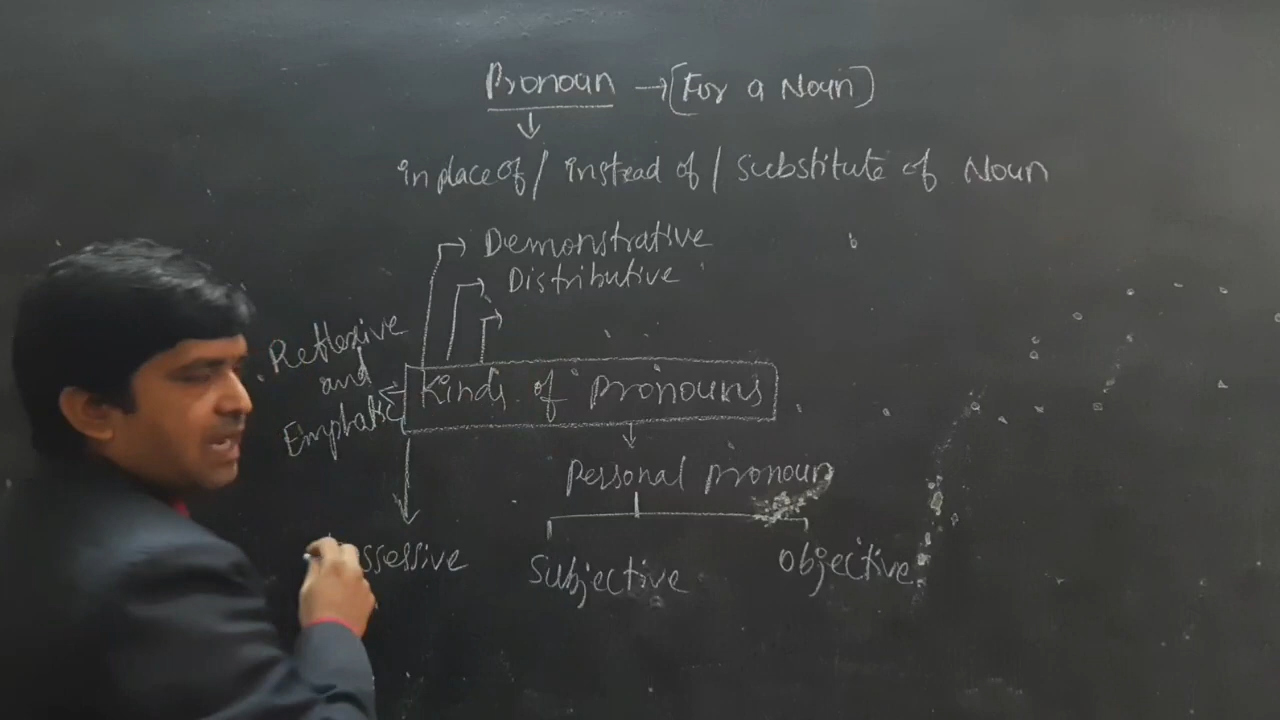 Pronoun → [For a Noun]
in place of / instead of / substitute of Noun
Demonstrative
Distributive
Reflexive
and
Emphatic
Kinds of Pronouns
Personal pronoun
ssessive
Subjective
Objective